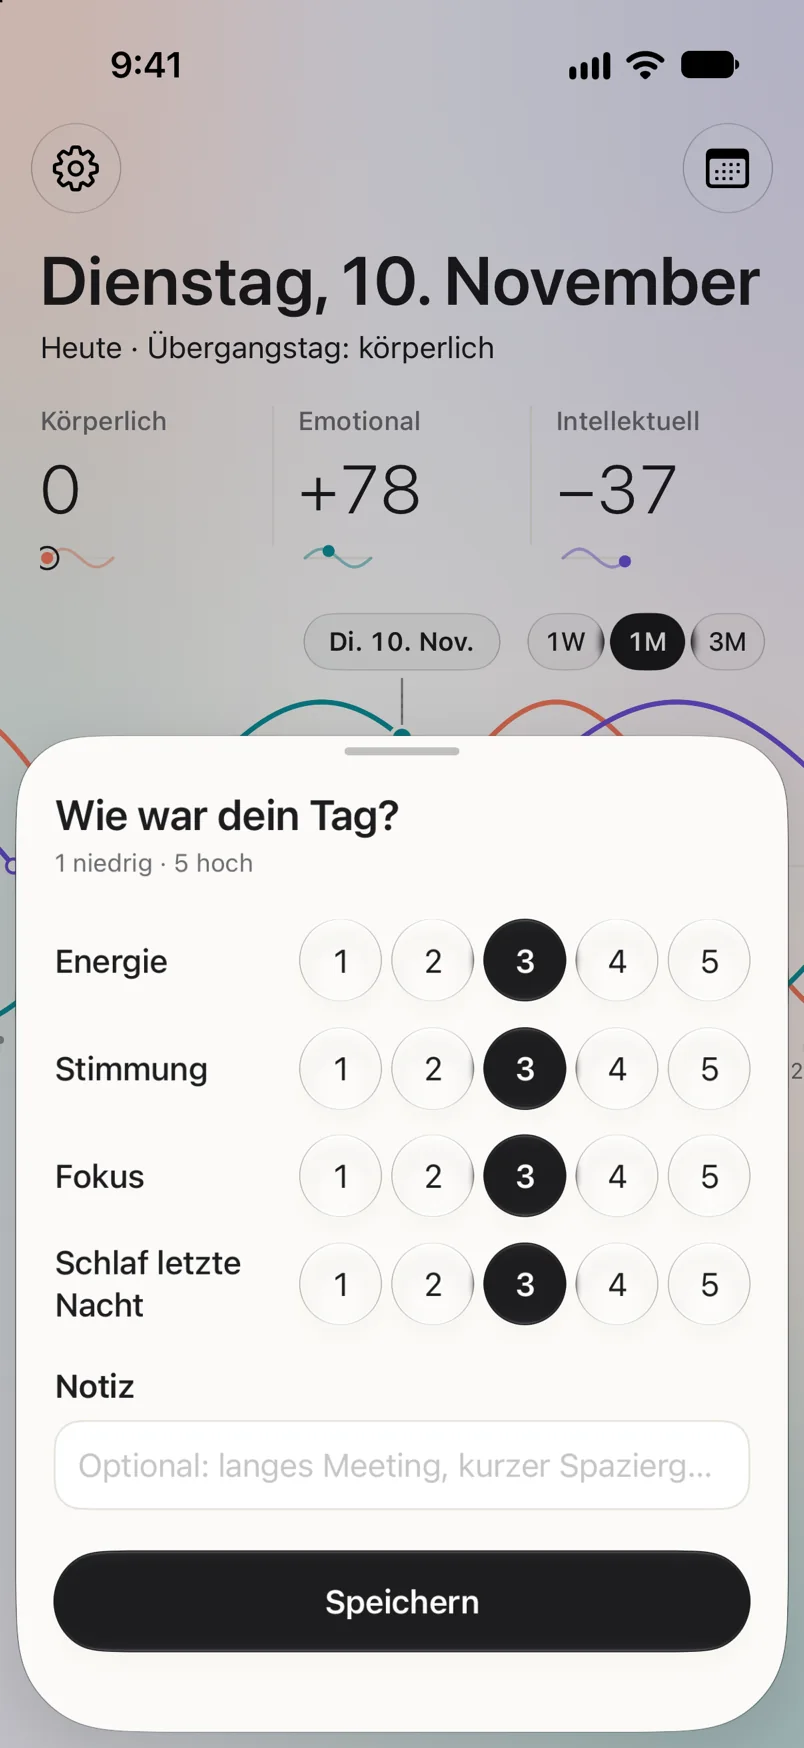 9:41
Dienstag, 10. November
Heute · Übergangstag: körperlich
Körperlich Emotional Intellektuell
0 +78 −37
Di. 10. Nov. 1W 1M 3M
Wie war dein Tag?
1 niedrig · 5 hoch
Energie 1 2 3 4 5
Stimmung 1 2 3 4 5
Fokus 1 2 3 4 5
Schlaf letzte
Nacht 1 2 3 4 5
Notiz
Optional: langes Meeting, kurzer Spazierg...
Speichern